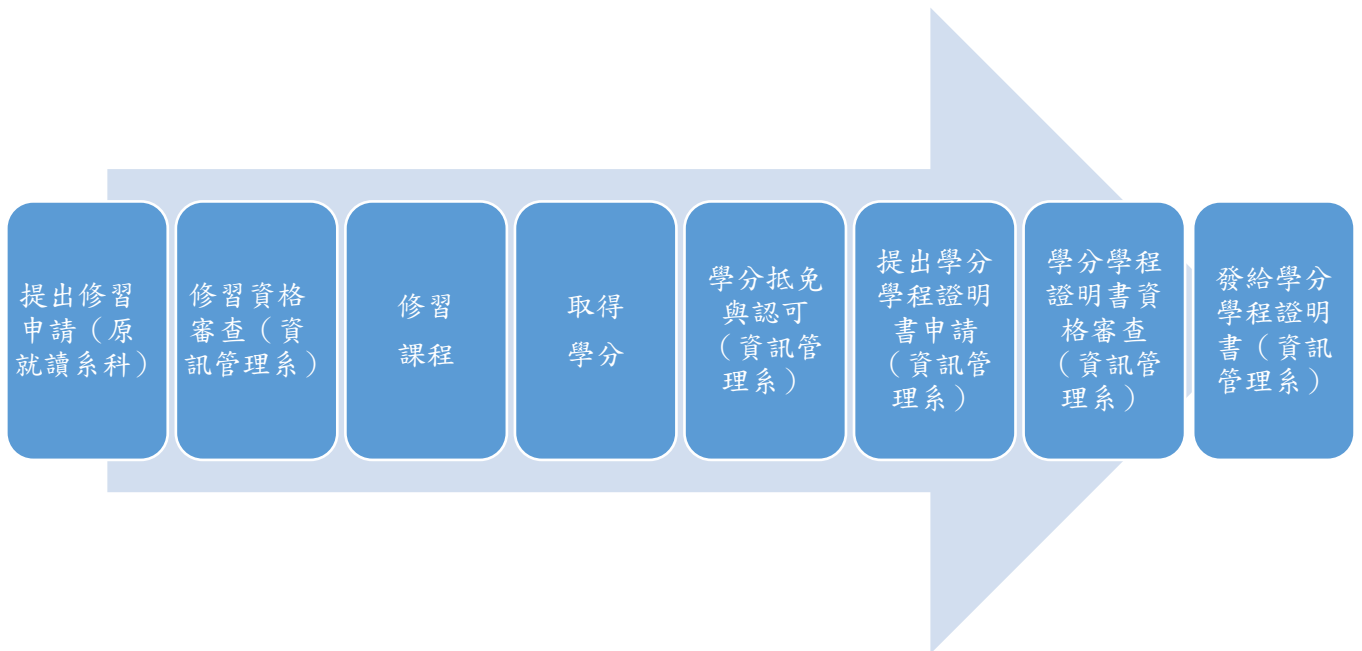 提出修習
申請（原
就讀系科）
修習資格
審查（資
訊管理系）
修習
課程
取得
學分
學分抵免
與認可
（資訊管
理系）
提出學分
學程證明
書申請
（資訊管
理系）
學分學程
證明書資
格審查
（資訊管
理系）
發給學分
學程證明
書（資訊
管理系）